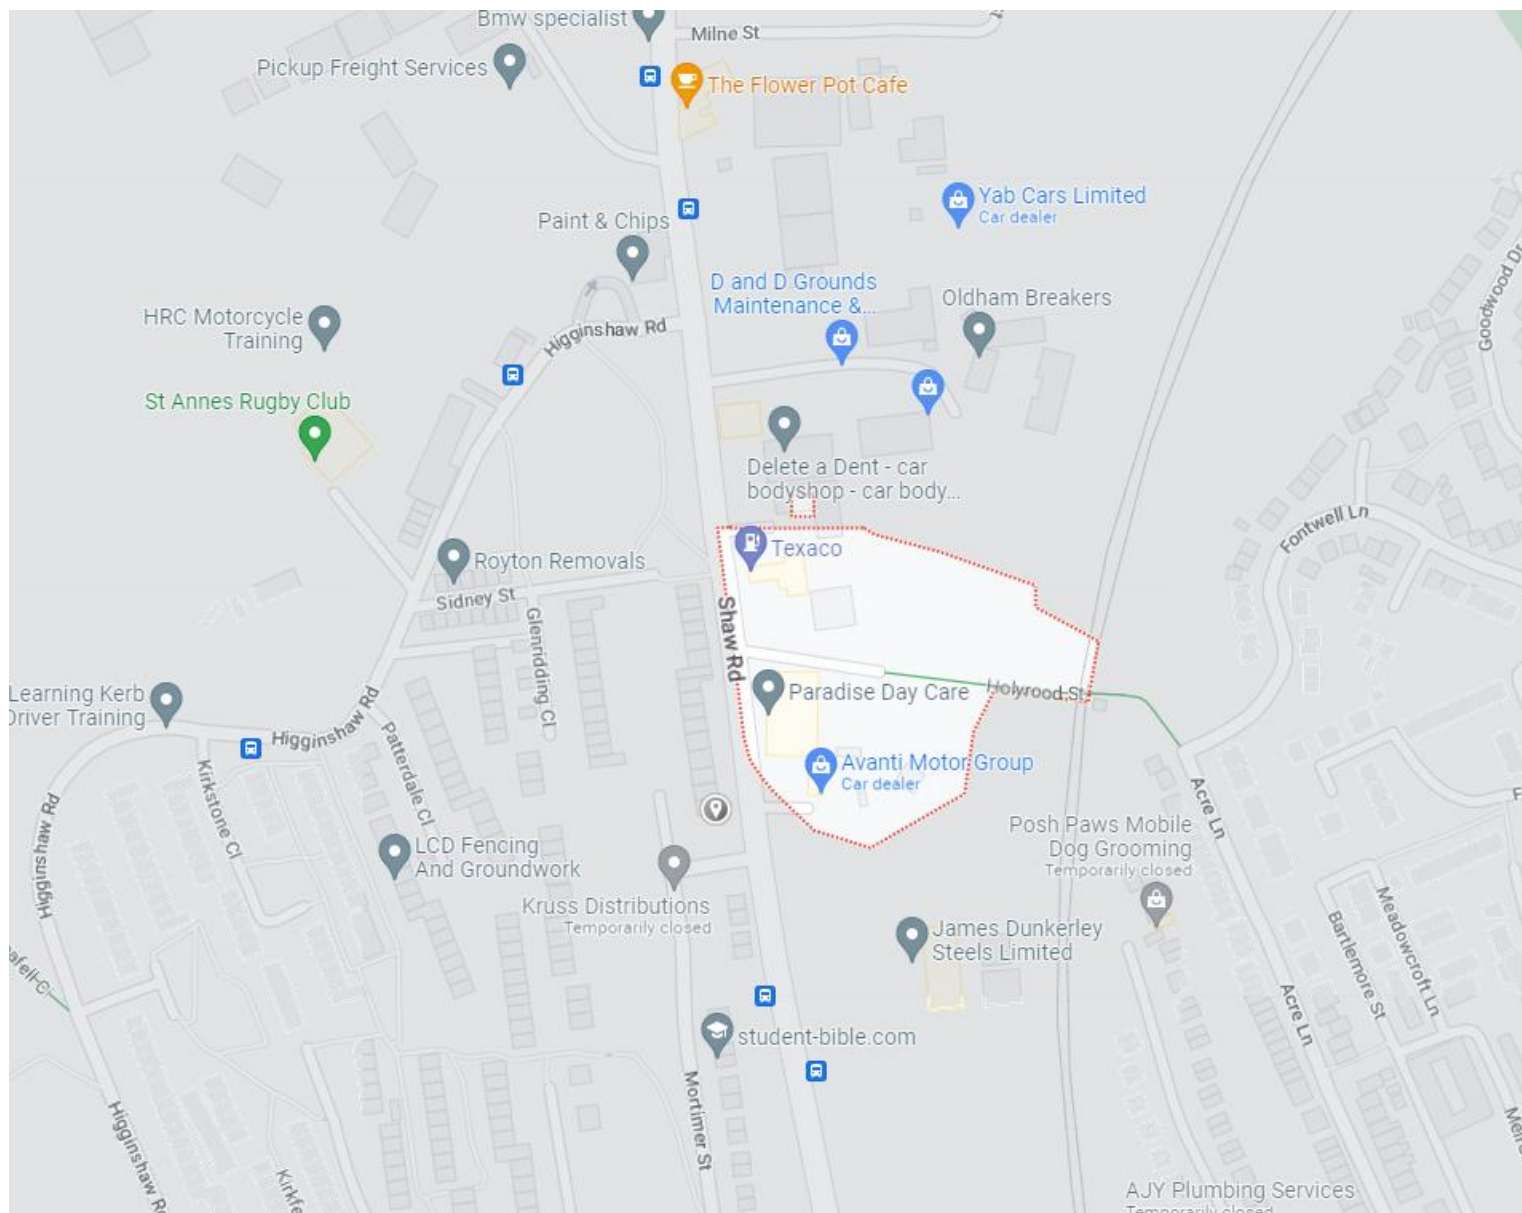 Bmw specialist
Milne St
Pickup Freight Services
The Flower Pot Cafe
Yab Cars Limited
Car dealer
Paint & Chips
D and D Grounds
Maintenance &...
Oldham Breakers
HRC Motorcycle
Training
Higginshaw Rd
Goodwood Dr
St Annes Rugby Club
Delete a Dent - car
bodyshop - car body...
Fontwell Ln
Texaco
Royton Removals
Sidney St
Glenridding Cl
Shaw Rd
Holyrood St
Paradise Day Care
Learning Kerb
Driver Training
Higginshaw Rd
Patterdale Cl
Kirkstone Cl
Avanti Motor Group
Car dealer
Higginshaw Rd
Acre Ln
Posh Paws Mobile
Dog Grooming
Temporarily closed
LCD Fencing
And Groundwork
Kruss Distributions
Temporarily closed
James Dunkerley
Steels Limited
Meadowcroft Ln
Bartlemore St
afell Cl
Acre Ln
student-bible.com
Mortimer St
Higginshaw R
Kirkfe
AJY Plumbing Services
Temporarily closed